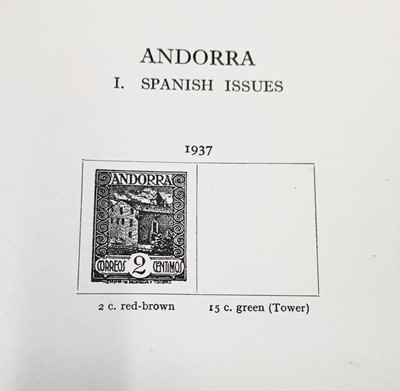 ANDORRA
I. SPANISH ISSUES
1937
ANDORRA
CORREOS 2 CENTIMOS
2 c. red-brown
15 c. green (Tower)